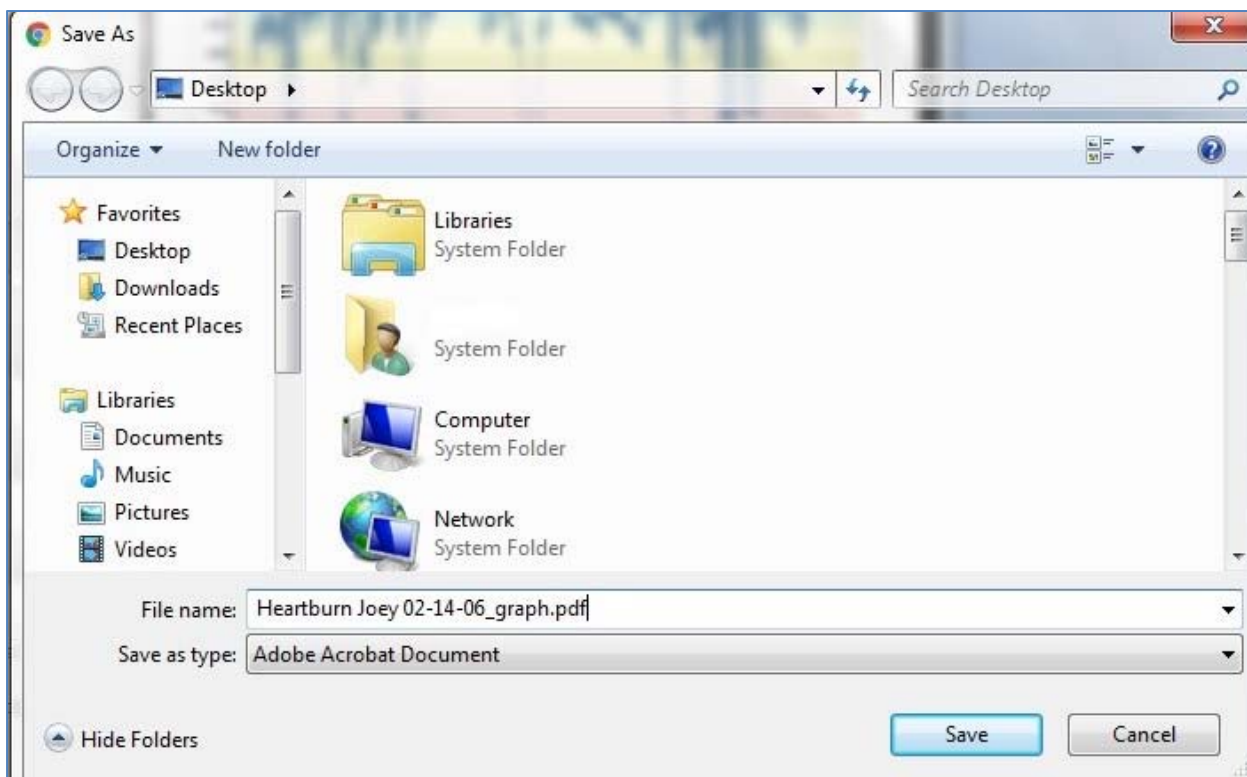 Save As
Desktop
Search Desktop
Organize
New folder
Favorites
Desktop
Downloads
Recent Places
Libraries
Documents
Music
Pictures
Videos
Libraries
System Folder
System Folder
Computer
System Folder
Network
System Folder
File name: Heartburn Joey 02-14-06_graph.pdf
Save as type: Adobe Acrobat Document
Hide Folders
Save
Cancel